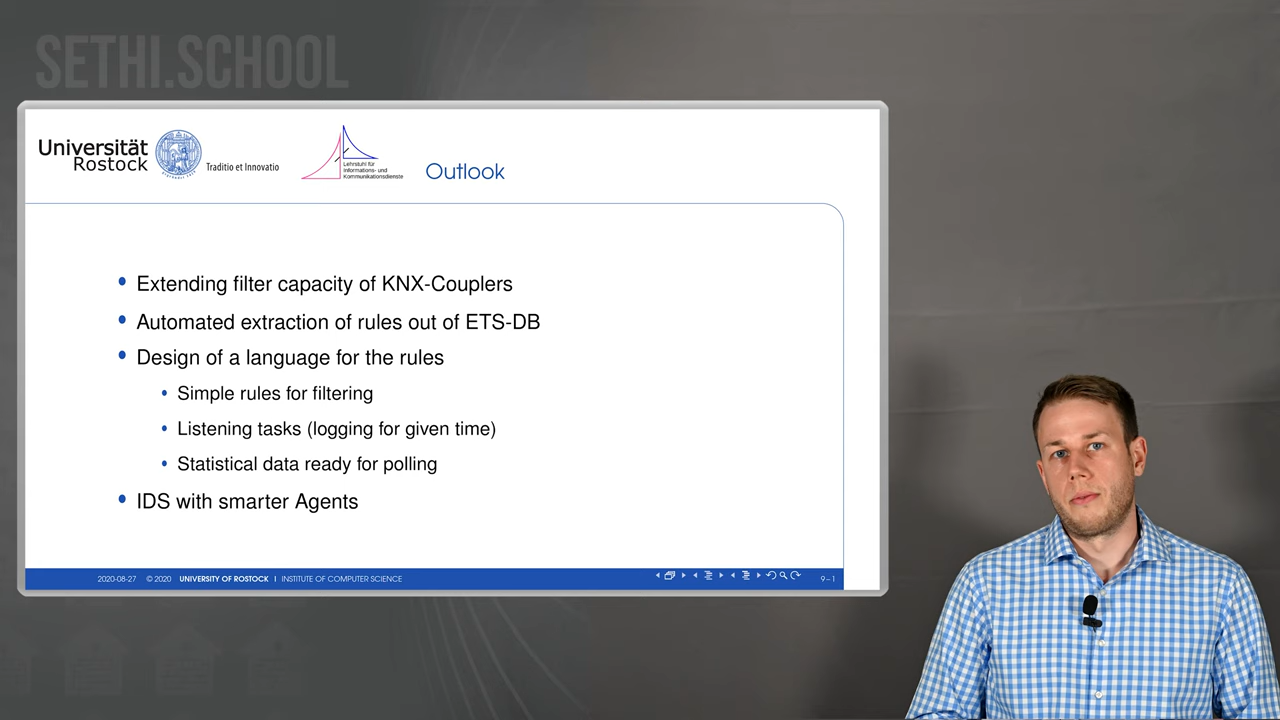 SETHI.SCHOOL
Universität
Rostock
Traditio et Innovatio
Lehrstuhl für
Informations- und
Kommunikationsdienste
Outlook
• Extending filter capacity of KNX-Couplers
• Automated extraction of rules out of ETS-DB
• Design of a language for the rules
• Simple rules for filtering
• Listening tasks (logging for given time)
• Statistical data ready for polling
• IDS with smarter Agents
2020-08-27 © 2020 UNIVERSITY OF ROSTOCK | INSTITUTE OF COMPUTER SCIENCE 9–1